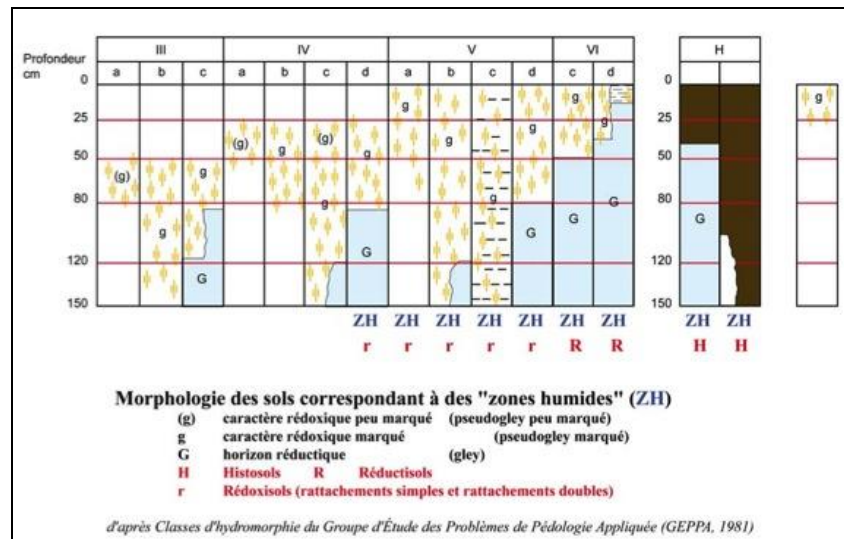 III IV V VI H
Profondeur
cm
a b c a b c d a b c d c d
0 0
25 25
50 50
80 80
120 120
150 150
g g g g
g
(g) g (g) g g
g g
(g) g
g g
g G G
G G
G G
G
ZH ZH ZH ZH ZH ZH ZH ZH ZH
r r r r r R R H H
Morphologie des sols correspondant à des "zones humides" (ZH)
(g) caractère rédoxique peu marqué (pseudogley peu marqué)
g caractère rédoxique marqué (pseudogley marqué)
G horizon réductique (gley)
H Histosols R Réductisols
r Rédoxisols (rattachements simples et rattachements doubles)
d'après Classes d'hydromorphie du Groupe d'Étude des Problèmes de Pédologie Appliquée (GEPPA, 1981)